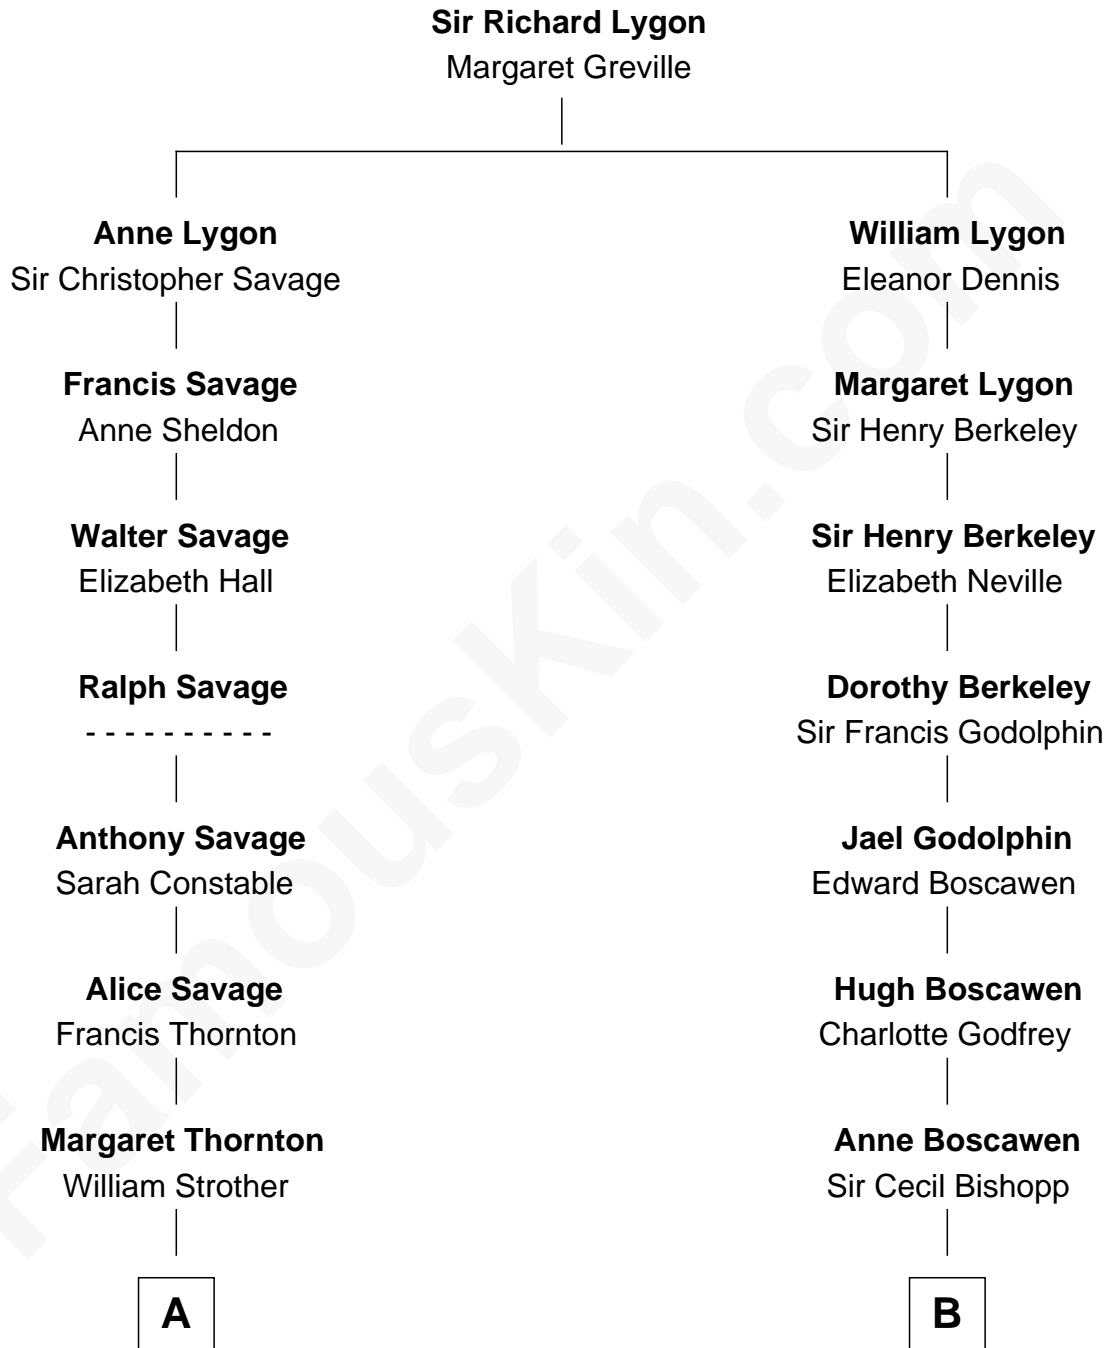 Sir Richard Lygon
Margaret Greville
Anne Lygon
Sir Christopher Savage
William Lygon
Eleanor Dennis
Francis Savage
Anne Sheldon
Margaret Lygon
Sir Henry Berkeley
Walter Savage
Elizabeth Hall
Sir Henry Berkeley
Elizabeth Neville
Ralph Savage
- - - - - - - - - -
Dorothy Berkeley
Sir Francis Godolphin
Anthony Savage
Sarah Constable
Jael Godolphin
Edward Boscawen
Alice Savage
Francis Thornton
Hugh Boscawen
Charlotte Godfrey
Margaret Thornton
William Strother
Anne Boscawen
Sir Cecil Bishopp
A
B
FamousKin.com